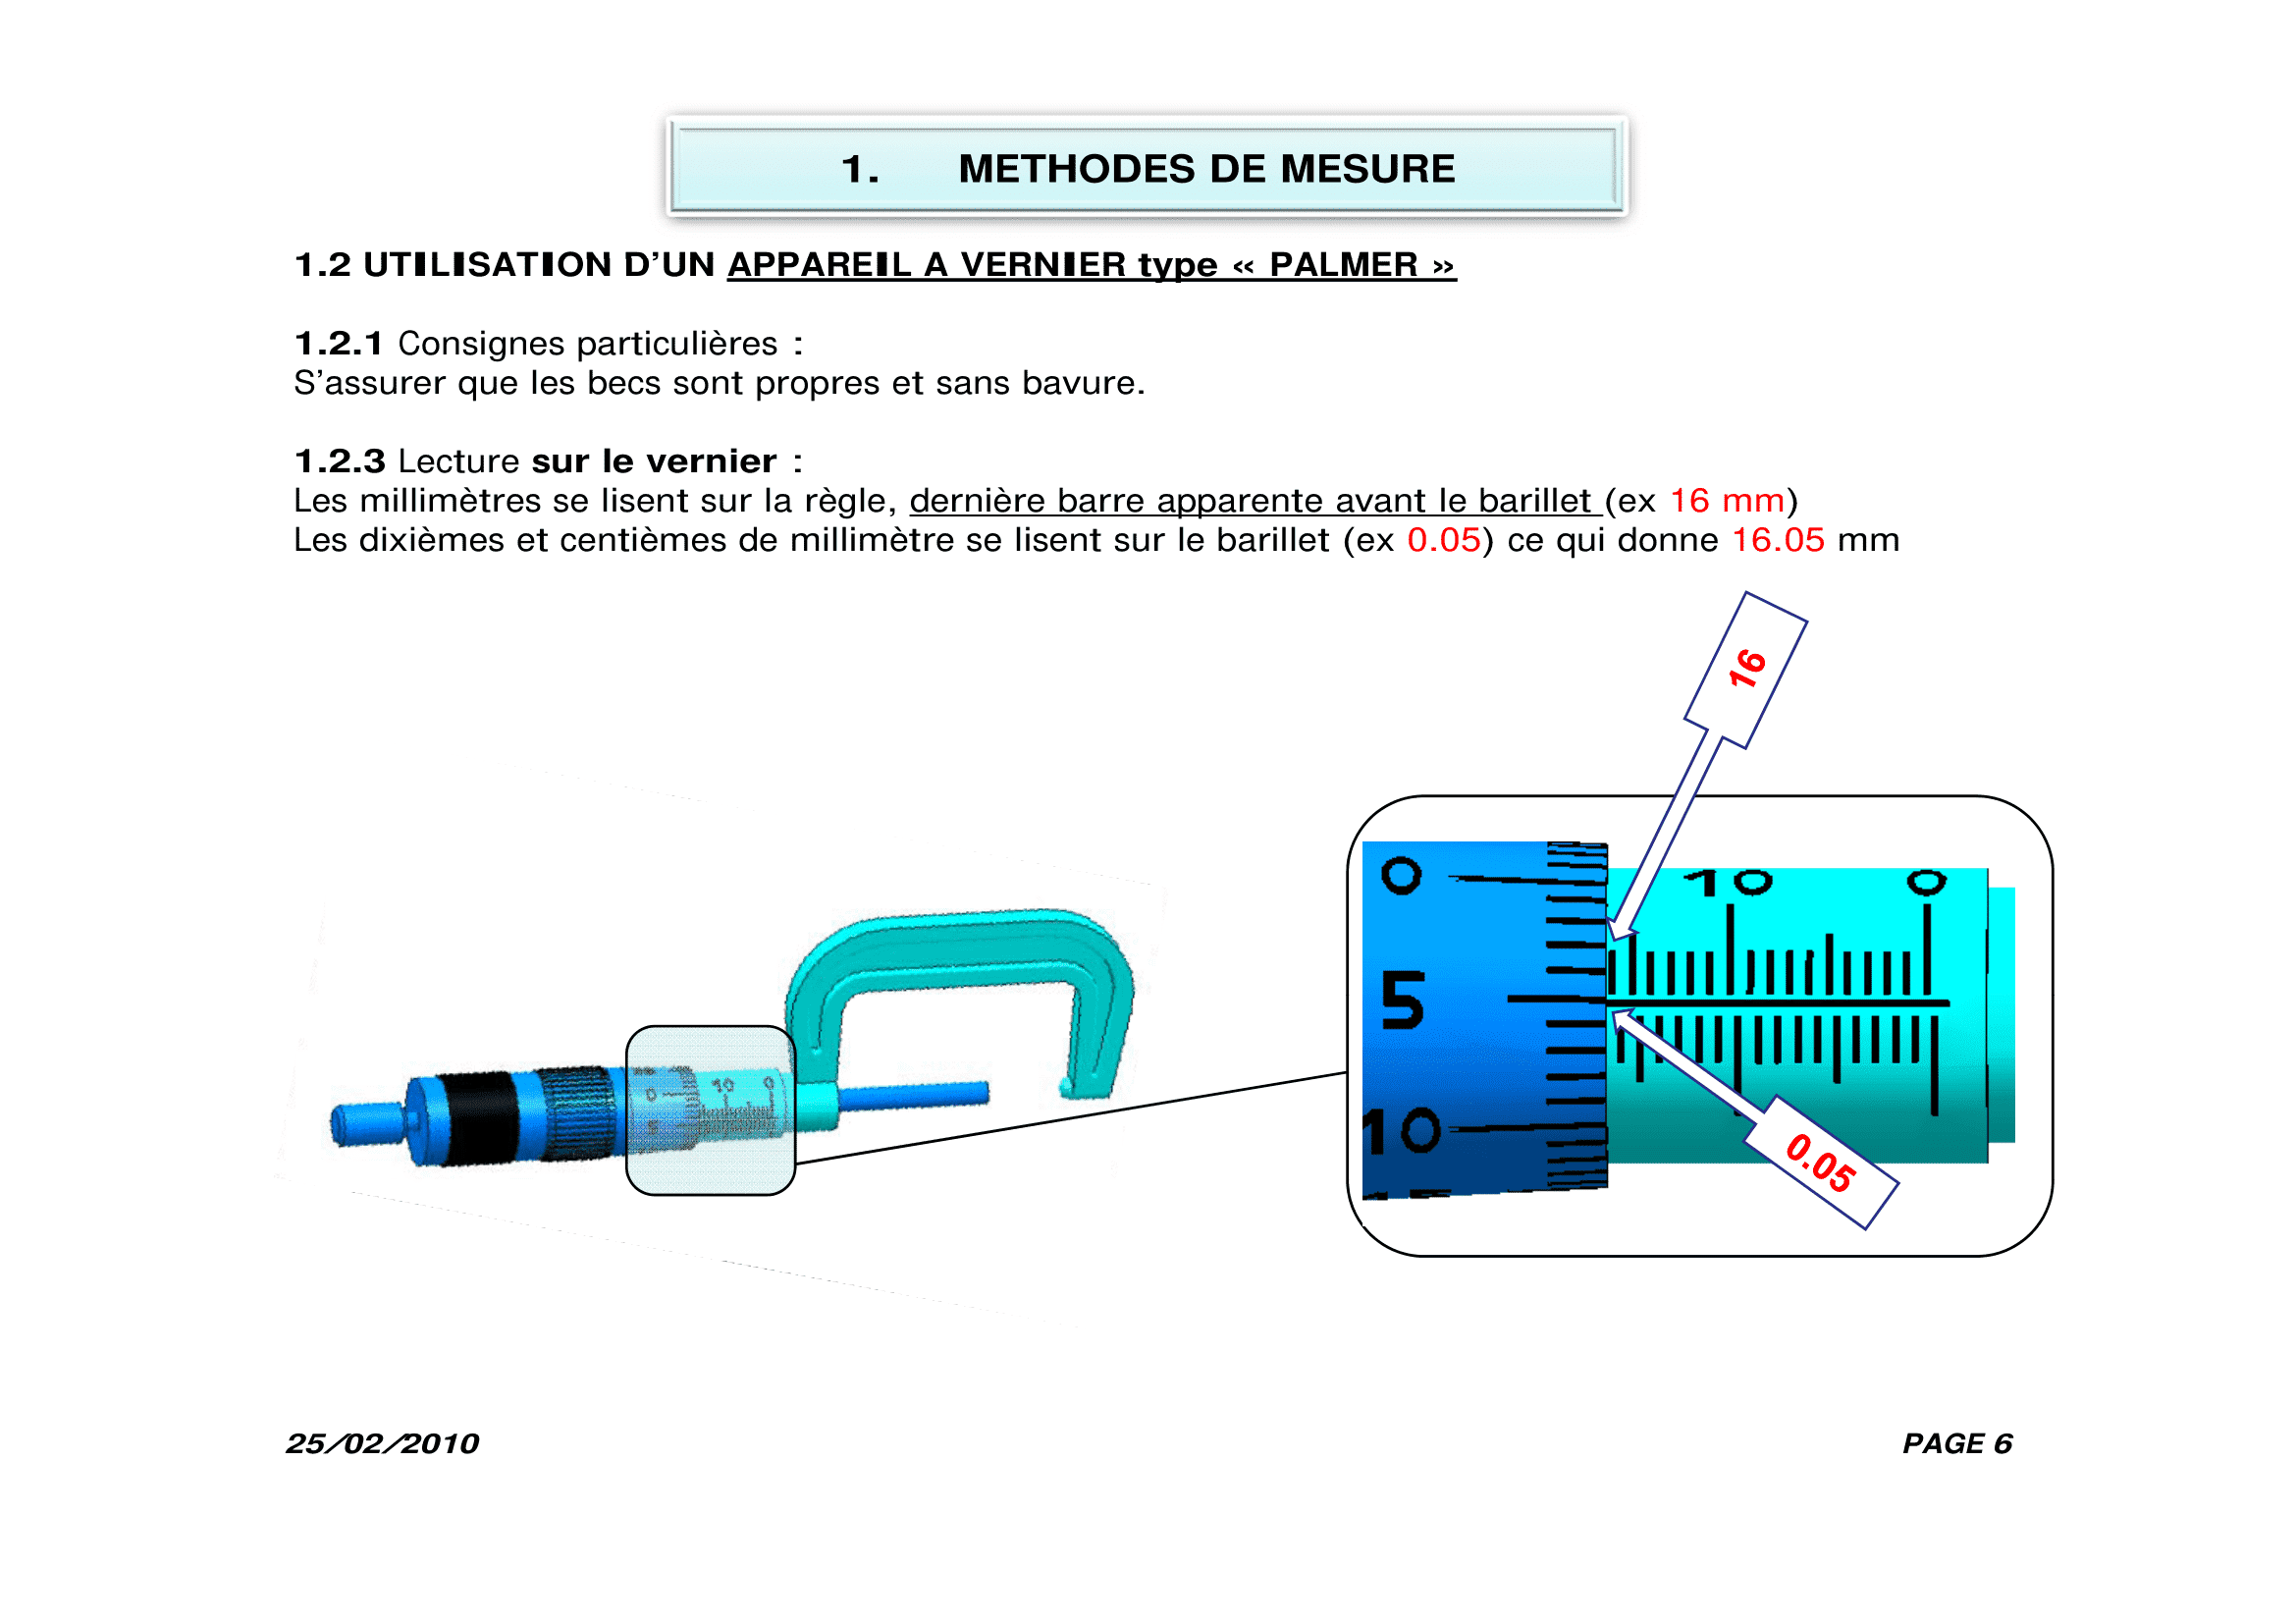 1. METHODES DE MESURE
1.2 UTILISATION D’UN APPAREIL A VERNIER type « PALMER »
1.2.1 Consignes particulières :
S’assurer que les becs sont propres et sans bavure.
1.2.3 Lecture sur le vernier :
Les millimètres se lisent sur la règle, dernière barre apparente avant le barillet (ex 16 mm)
Les dixièmes et centièmes de millimètre se lisent sur le barillet (ex 0.05) ce qui donne 16.05 mm
16
0 10 0
5
10
0.05
10 0
0
25/02/2010 PAGE 6